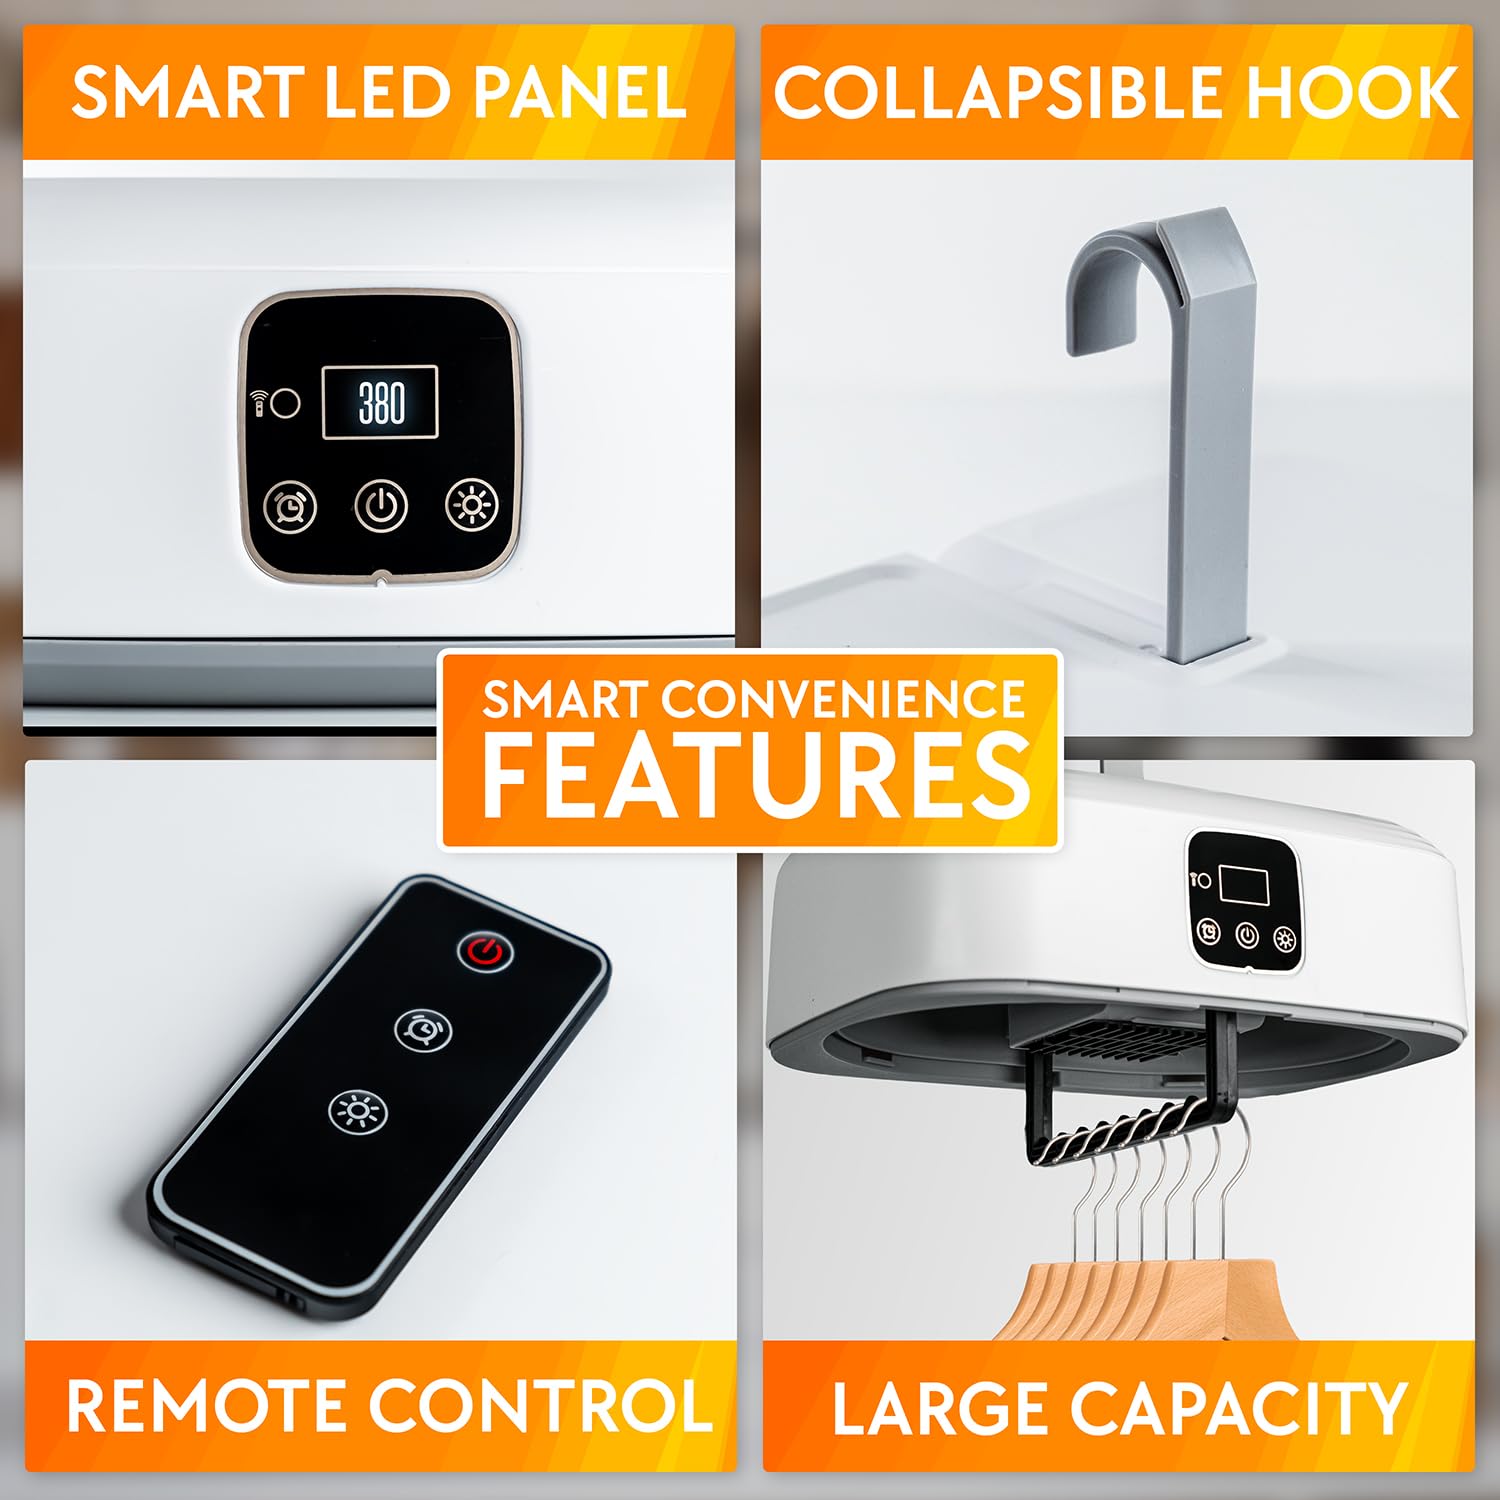 SMART LED PANEL
COLLAPSIBLE HOOK
380
SMART CONVENIENCE
FEATURES
REMOTE CONTROL
LARGE CAPACITY